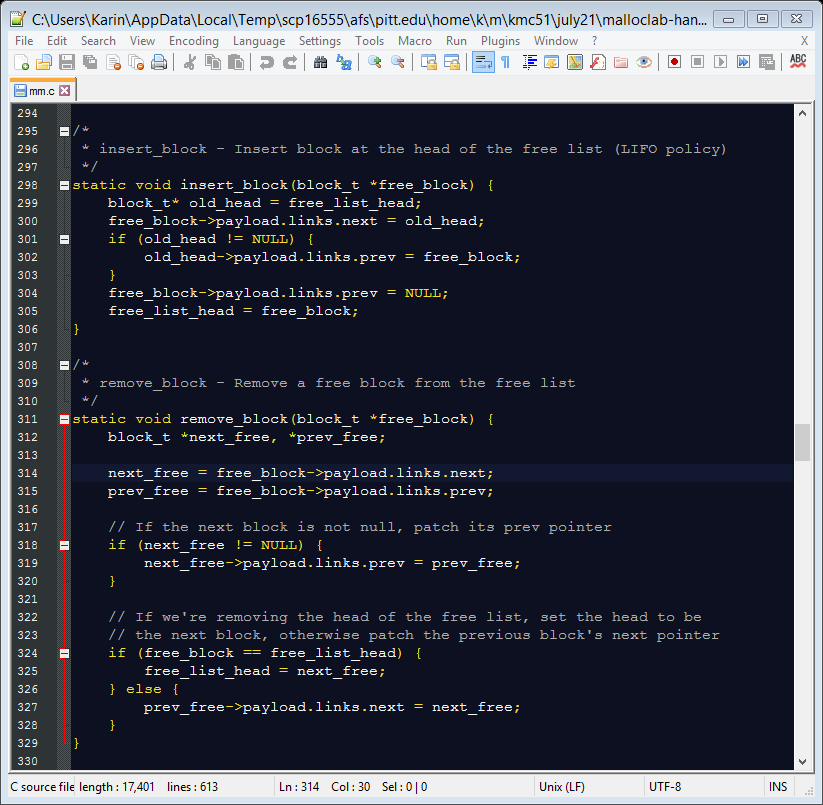 C:\Users\Karin\AppData\Local\Temp\scp16555\afs\pitt.edu\home\k\m\kmc51\july21\malloclab-han...
File Edit Search View Encoding Language Settings Tools Macro Run Plugins Window ? X
ABC
mm.c
294
295 /*
296  * insert_block - Insert block at the head of the free list (LIFO policy)
297  */
298 static void insert_block(block_t *free_block) {
299     block_t* old_head = free_list_head;
300     free_block->payload.links.next = old_head;
301     if (old_head != NULL) {
302         old_head->payload.links.prev = free_block;
303     }
304     free_block->payload.links.prev = NULL;
305     free_list_head = free_block;
306 }
307
308 /*
309  * remove_block - Remove a free block from the free list
310  */
311 static void remove_block(block_t *free_block) {
312     block_t *next_free, *prev_free;
313
314     next_free = free_block->payload.links.next;
315     prev_free = free_block->payload.links.prev;
316
317     // If the next block is not null, patch its prev pointer
318     if (next_free != NULL) {
319         next_free->payload.links.prev = prev_free;
320     }
321
322     // If we're removing the head of the free list, set the head to be
323     // the next block, otherwise patch the previous block's next pointer
324     if (free_block == free_list_head) {
325         free_list_head = next_free;
326     } else {
327         prev_free->payload.links.next = next_free;
328     }
329 }
330
C source file length : 17,401 lines : 613 Ln : 314 Col : 30 Sel : 0 | 0 Unix (LF) UTF-8 INS